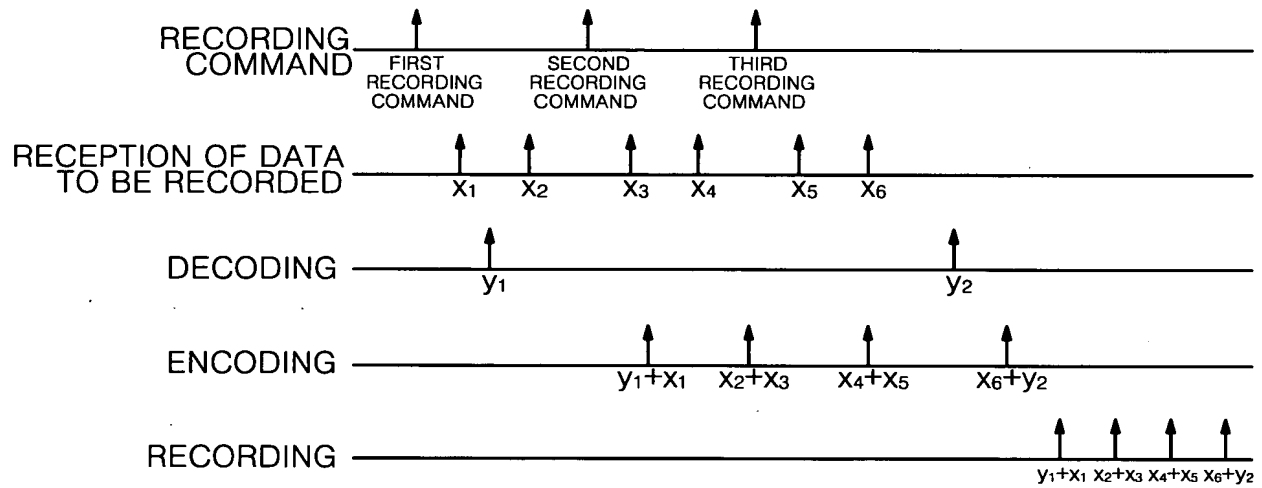 RECORDING
COMMAND
FIRST
RECORDING
COMMAND
SECOND
RECORDING
COMMAND
THIRD
RECORDING
COMMAND
RECEPTION OF DATA
TO BE RECORDED
x₁ x₂ x₃ x₄ x₅ x₆
DECODING
y₁ y₂
ENCODING
y₁+x₁ x₂+x₃ x₄+x₅ x₆+y₂
RECORDING
y₁+x₁ x₂+x₃ x₄+x₅ x₆+y₂